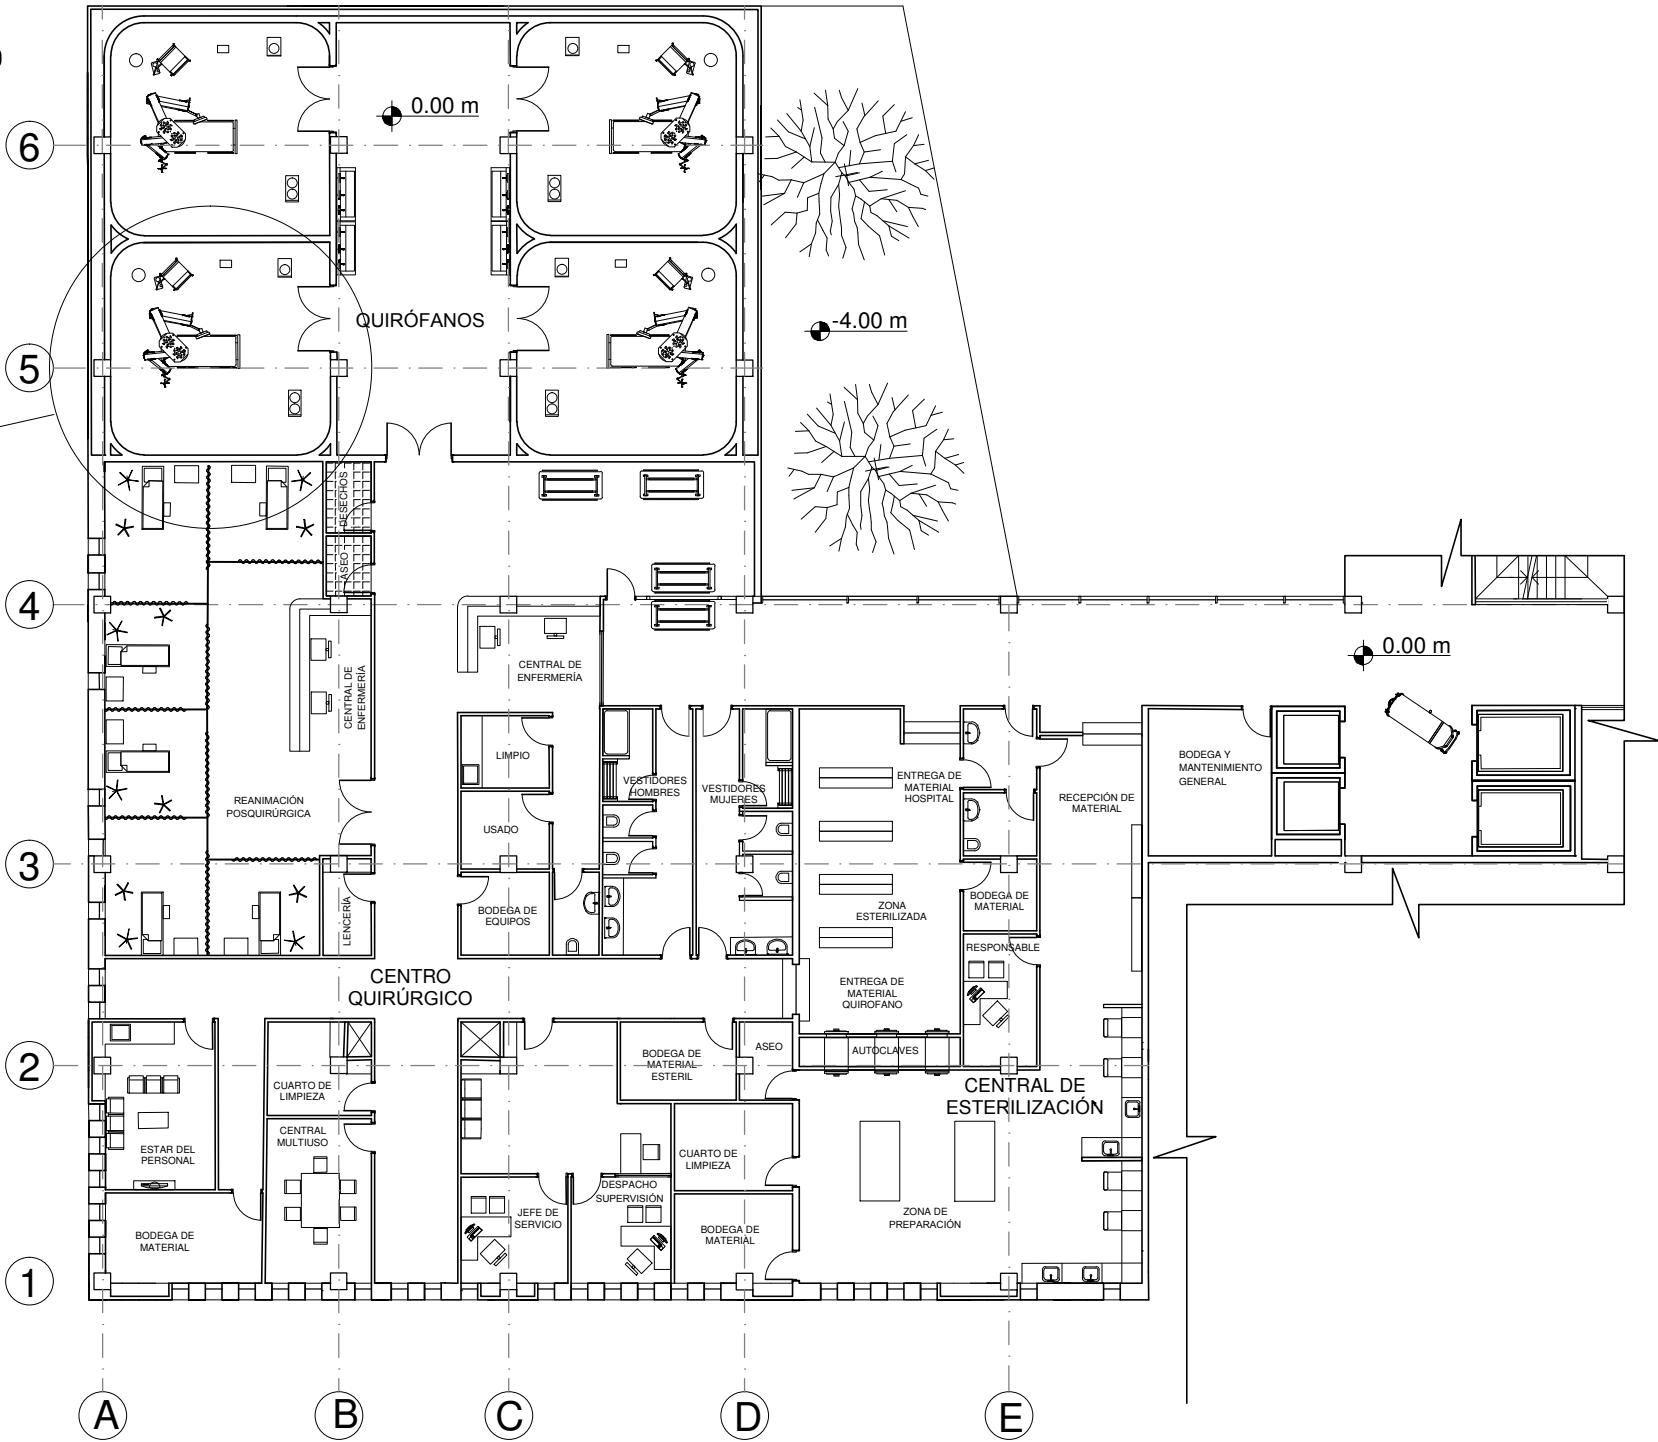 0.00 m
6
QUIRÓFANOS
-4.00 m
5
DESECHOS
ASEO
4
0.00 m
CENTRAL DE
ENFERMERÍA
CENTRAL DE
ENFERMERÍA
LIMPIO
VESTIDORES
HOMBRES
VESTIDORES
MUJERES
ENTREGA DE
MATERIAL
HOSPITAL
RECEPCIÓN DE
MATERIAL
BODEGA Y
MANTENIMIENTO
GENERAL
REANIMACIÓN
POSQUIRÚRGICA
USADO
3
LENCERÍA
BODEGA DE
EQUIPOS
ZONA
ESTERILIZADA
BODEGA DE
MATERIAL
RESPONSABLE
CENTRO
QUIRÚRGICO
ENTREGA DE
MATERIAL
QUIROFANO
2
BODEGA DE
MATERIAL
ESTERIL
ASEO
AUTOCLAVES
CENTRAL DE
ESTERILIZACIÓN
CUARTO DE
LIMPIEZA
CENTRAL
MULTIUSO
ESTAR DEL
PERSONAL
CUARTO DE
LIMPIEZA
DESPACHO
SUPERVISIÓN
JEFE DE
SERVICIO
ZONA DE
PREPARACIÓN
BODEGA DE
MATERIAL
BODEGA DE
MATERIAL
1
A
B
C
D
E